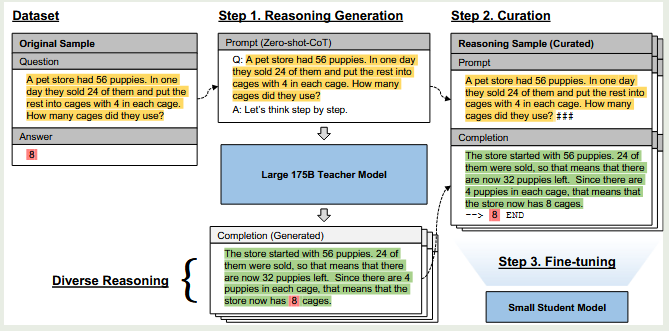 Dataset
Original Sample
Question
A pet store had 56 puppies. In one
day they sold 24 of them and put the
rest into cages with 4 in each cage.
How many cages did they use?
Answer
8
Step 1. Reasoning Generation
Prompt (Zero-shot-CoT)
Q: A pet store had 56 puppies. In one day
they sold 24 of them and put the rest into
cages with 4 in each cage. How many
cages did they use?
A: Let's think step by step.
Large 175B Teacher Model
Completion (Generated)
Diverse Reasoning
The store started with 56 puppies. 24 of
them were sold, so that means that there
are now 32 puppies left. Since there are 4
puppies in each cage, that means that the
store now has 8 cages.
Step 2. Curation
Reasoning Sample (Curated)
Prompt
A pet store had 56 puppies. In one day
they sold 24 of them and put the rest into
cages with 4 in each cage. How many
cages did they use? ###
Completion
The store started with 56 puppies. 24 of
them were sold, so that means that there
are now 32 puppies left. Since there are
4 puppies in each cage, that means that
the store now has 8 cages.
--> 8 END
Step 3. Fine-tuning
Small Student Model